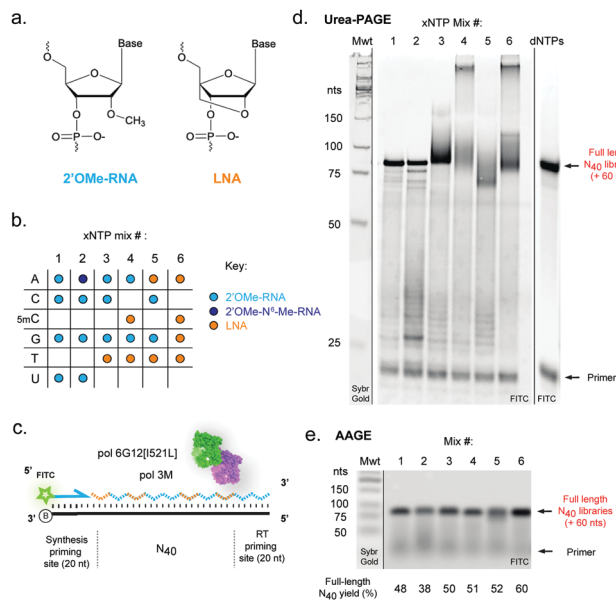 a.
Base
Base
O
O
O
O
O
O
O
O
CH₃
O=P-O-
O=P-O-
O
O
2'OMe-RNA
LNA
b.
xNTP mix # :
1 2 3 4 5 6
A
C
5mC
G
T
U
Key:
2'OMe-RNA
2'OMe-N⁶-Me-RNA
LNA
c.
pol 6G12[I521L]
pol 3M
5'
FITC
3'
3'
B
5'
Synthesis
priming
site (20 nt)
N₄₀
RT
priming
site (20 nt)
d. Urea-PAGE
xNTP Mix #:
Mwt 1 2 3 4 5 6 dNTPs
nts
150
100
75
50
25
Full len
N₄₀ libr
(+ 60
Primer
Sybr
Gold
FITC
FITC
e. AAGE
Mix #:
Mwt 1 2 3 4 5 6
nts
150
100
75
50
Full length
N₄₀ libraries
(+ 60 nts)
Primer
Sybr
Gold
FITC
Full-length
N₄₀ yield (%)
48 38 50 51 52 60